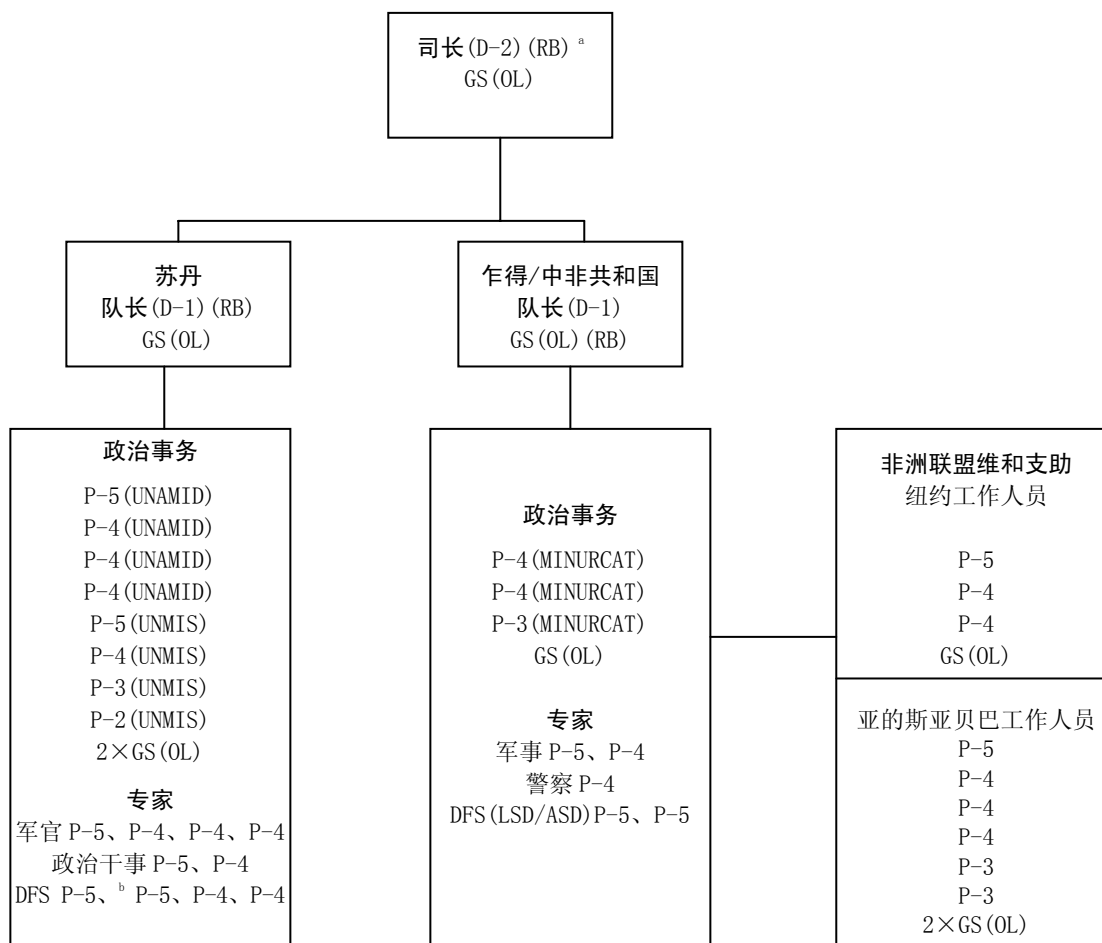 司长(D-2)(RB) a
GS(OL)
苏丹
队长(D-1)(RB)
GS(OL)
乍得/中非共和国
队长(D-1)
GS(OL)(RB)
政治事务
P-5(UNAMID)
P-4(UNAMID)
P-4(UNAMID)
P-4(UNAMID)
P-5(UNMIS)
P-4(UNMIS)
P-3(UNMIS)
P-2(UNMIS)
2×GS(OL)
专家
军官 P-5、P-4、P-4、P-4
政治干事 P-5、P-4
DFS P-5、b P-5、P-4、P-4
政治事务
P-4(MINURCAT)
P-4(MINURCAT)
P-3(MINURCAT)
GS(OL)
专家
军事 P-5、P-4
警察 P-4
DFS(LSD/ASD)P-5、P-5
非洲联盟维和支助
纽约工作人员
P-5
P-4
P-4
GS(OL)
亚的斯亚贝巴工作人员
P-5
P-4
P-4
P-4
P-3
P-3
2×GS(OL)